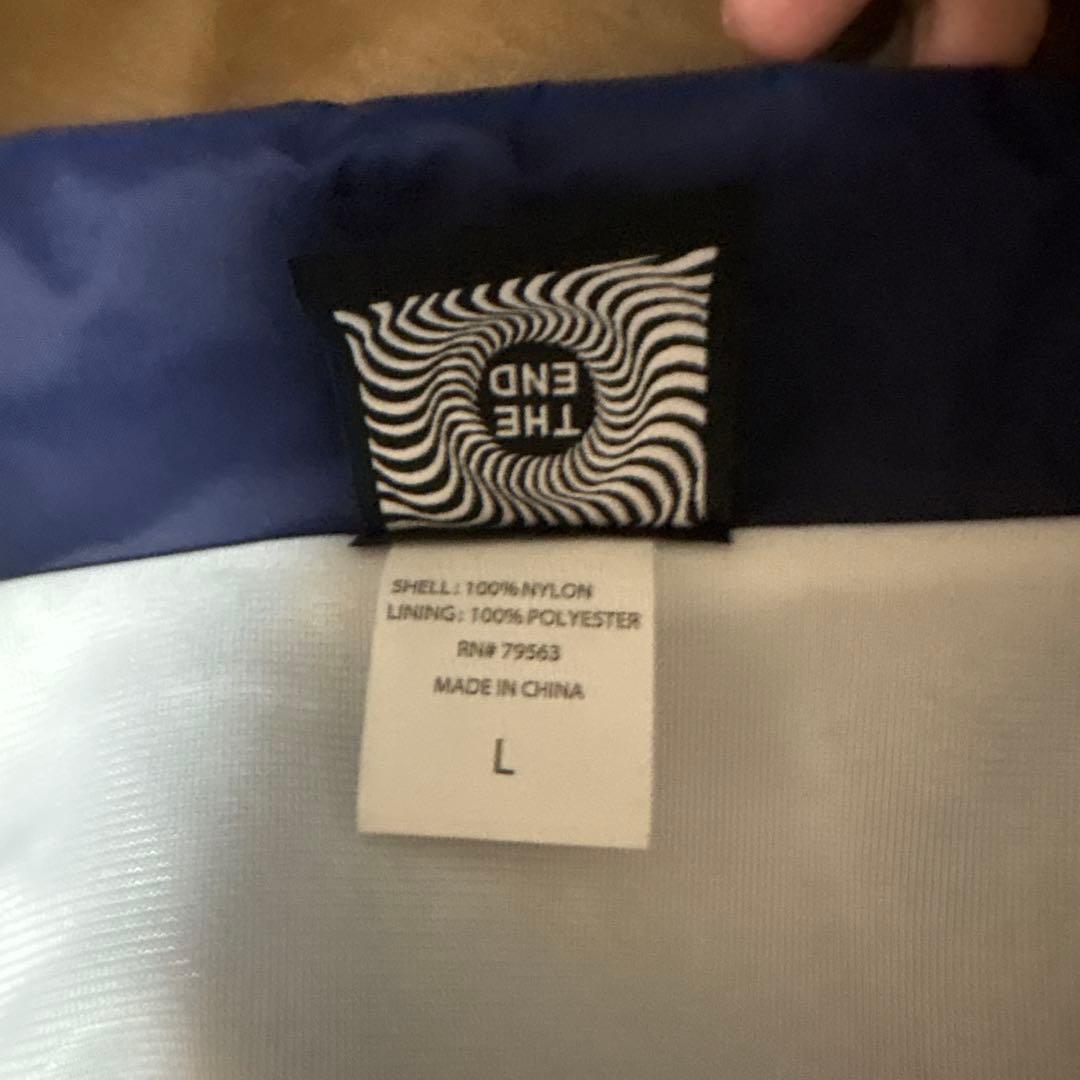 THE
END
SHELL: 100% NYLON
LINING: 100% POLYESTER
RN# 79563
MADE IN CHINA
L